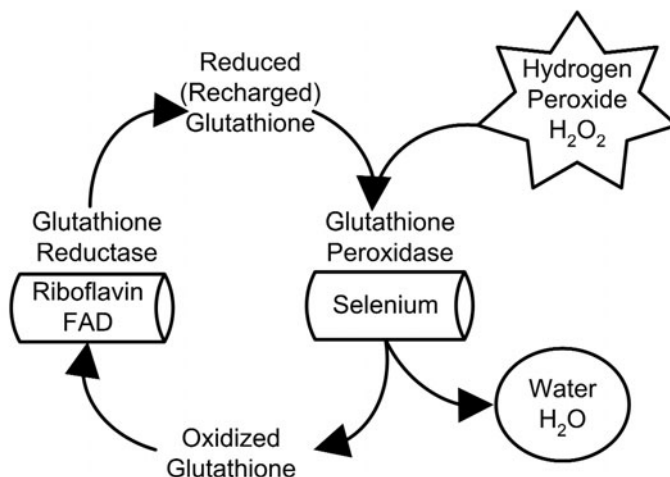 Reduced
(Recharged)
Glutathione
Hydrogen
Peroxide
H₂O₂
Glutathione
Reductase
Riboflavin
FAD
Glutathione
Peroxidase
Selenium
Water
H₂O
Oxidized
Glutathione